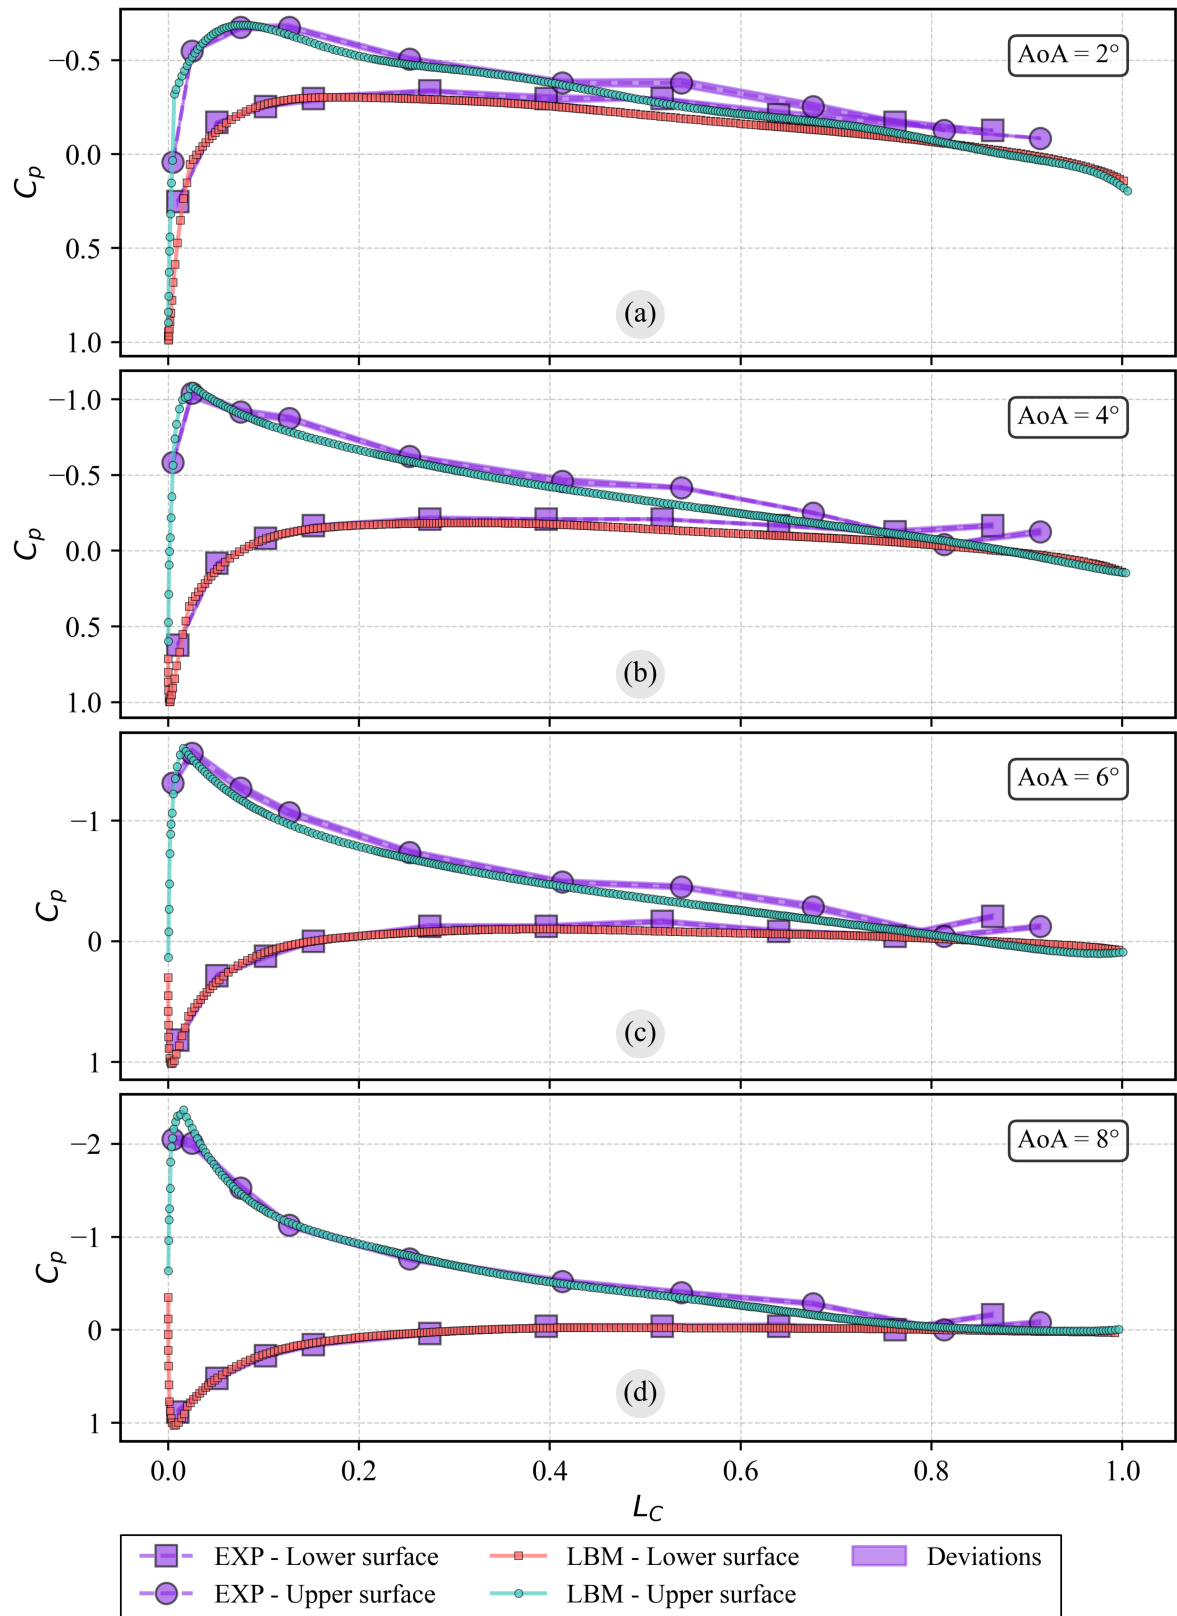 AoA = 2°
−0.5
0.0
0.5
1.0
C_p
(a)
AoA = 4°
−1.0
−0.5
0.0
0.5
1.0
C_p
(b)
AoA = 6°
−1
0
1
C_p
(c)
AoA = 8°
−2
−1
0
1
C_p
(d)
0.0 0.2 0.4 0.6 0.8 1.0
L_C
EXP - Lower surface LBM - Lower surface Deviations
EXP - Upper surface LBM - Upper surface